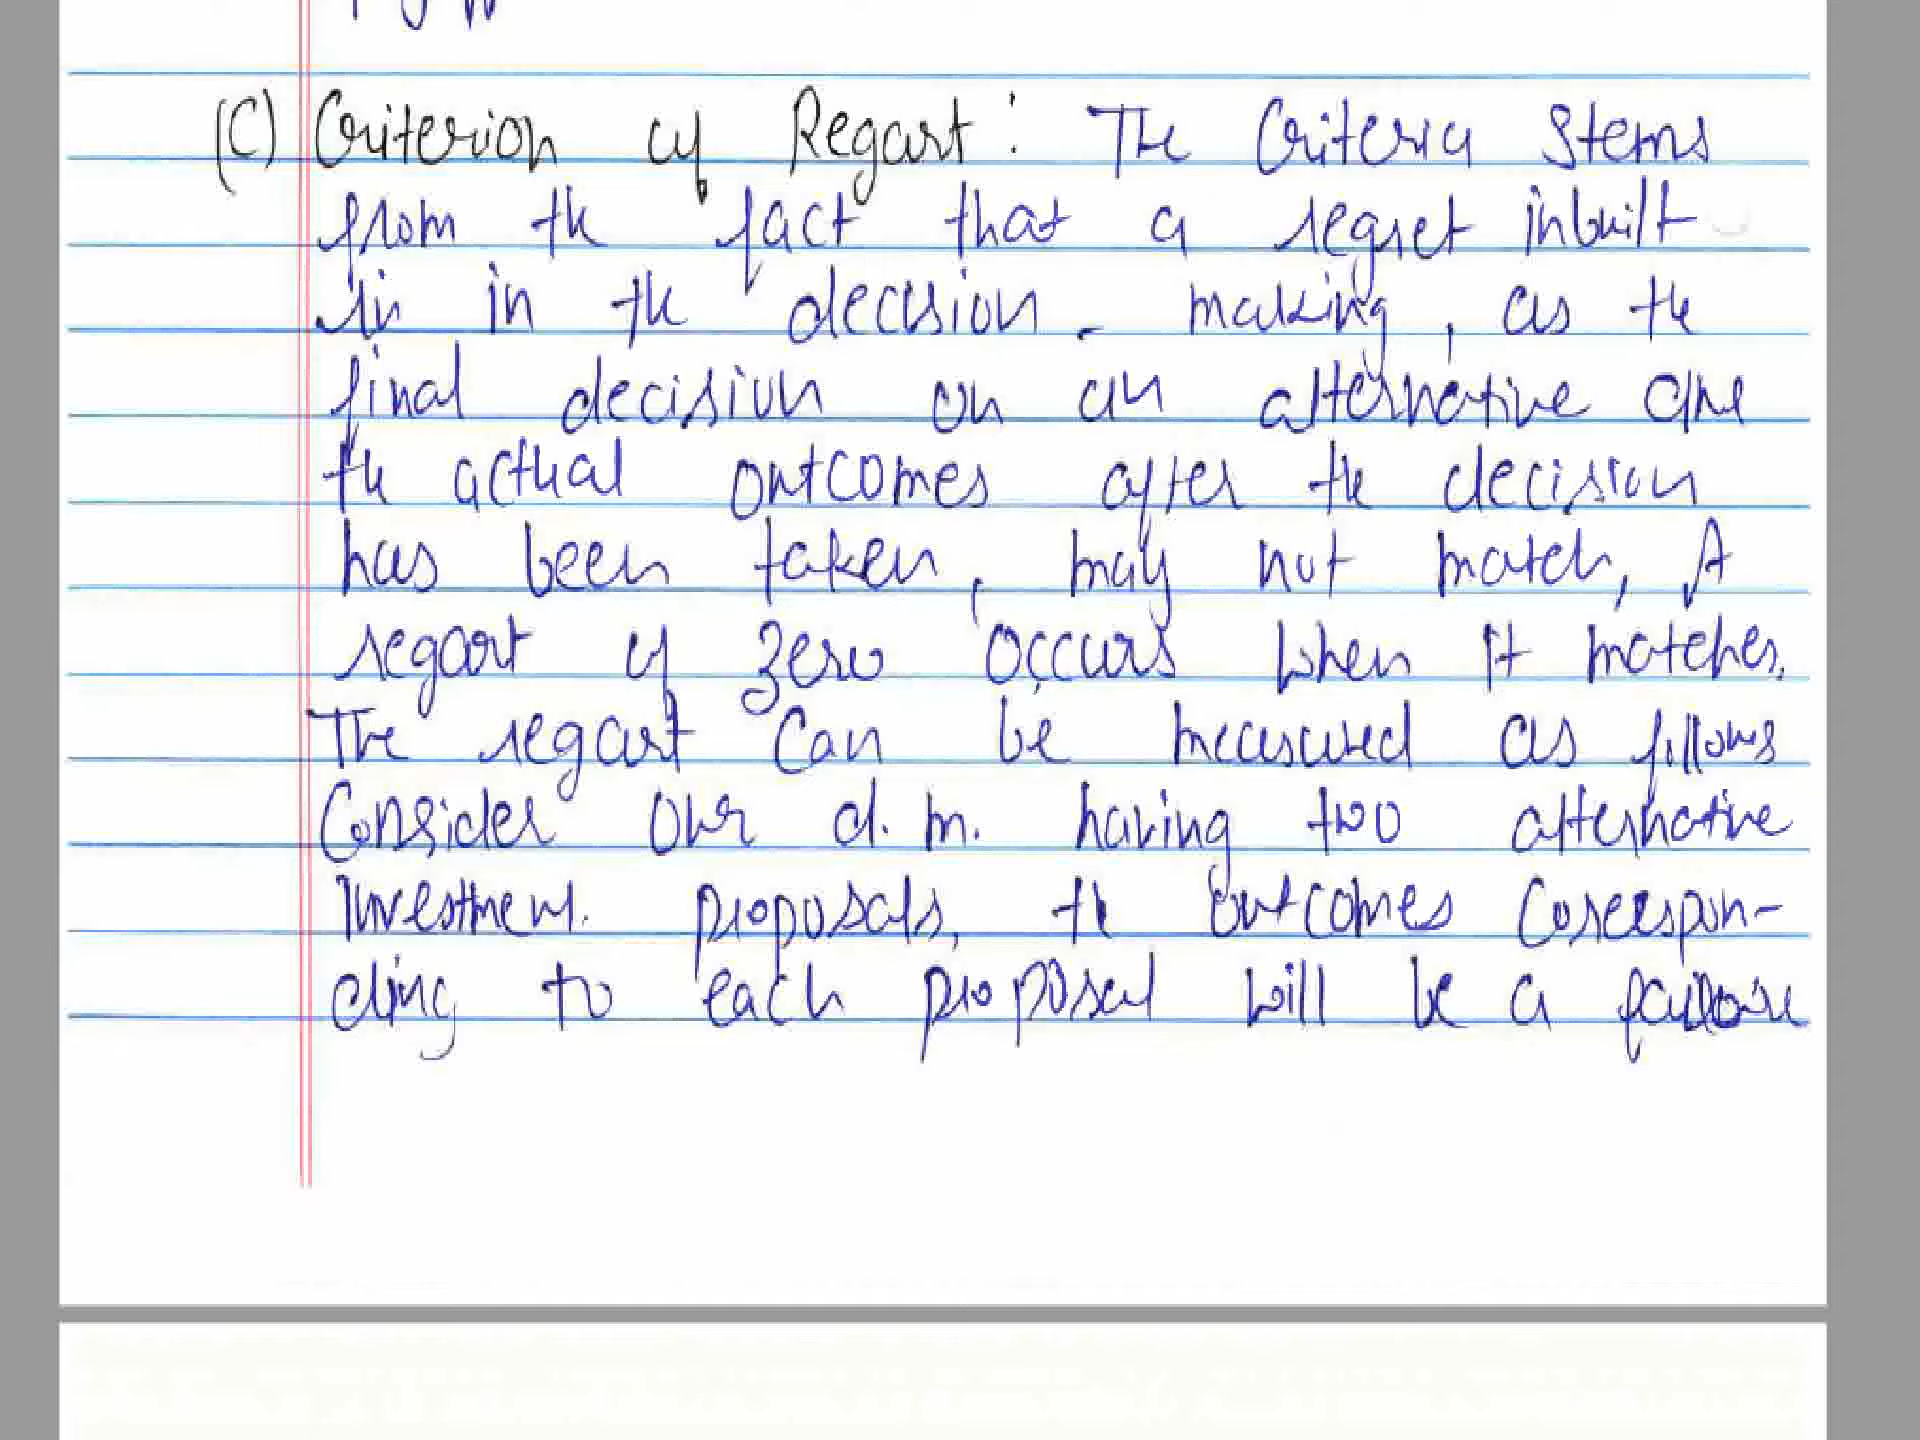 (C) Criterion of Regart : The Criteria Stems
from the fact that a regret inbuilt
in in the decision - making, as the
final decision on an alternative and
the actual outcomes after the decision
has been taken, may not match, A
regart of zero occurs when it matches.
The regart can be measured as follows
Consider our d. m. having two alternative
Investment. proposals, the outcomes Correspon-
ding to each proposal will be a